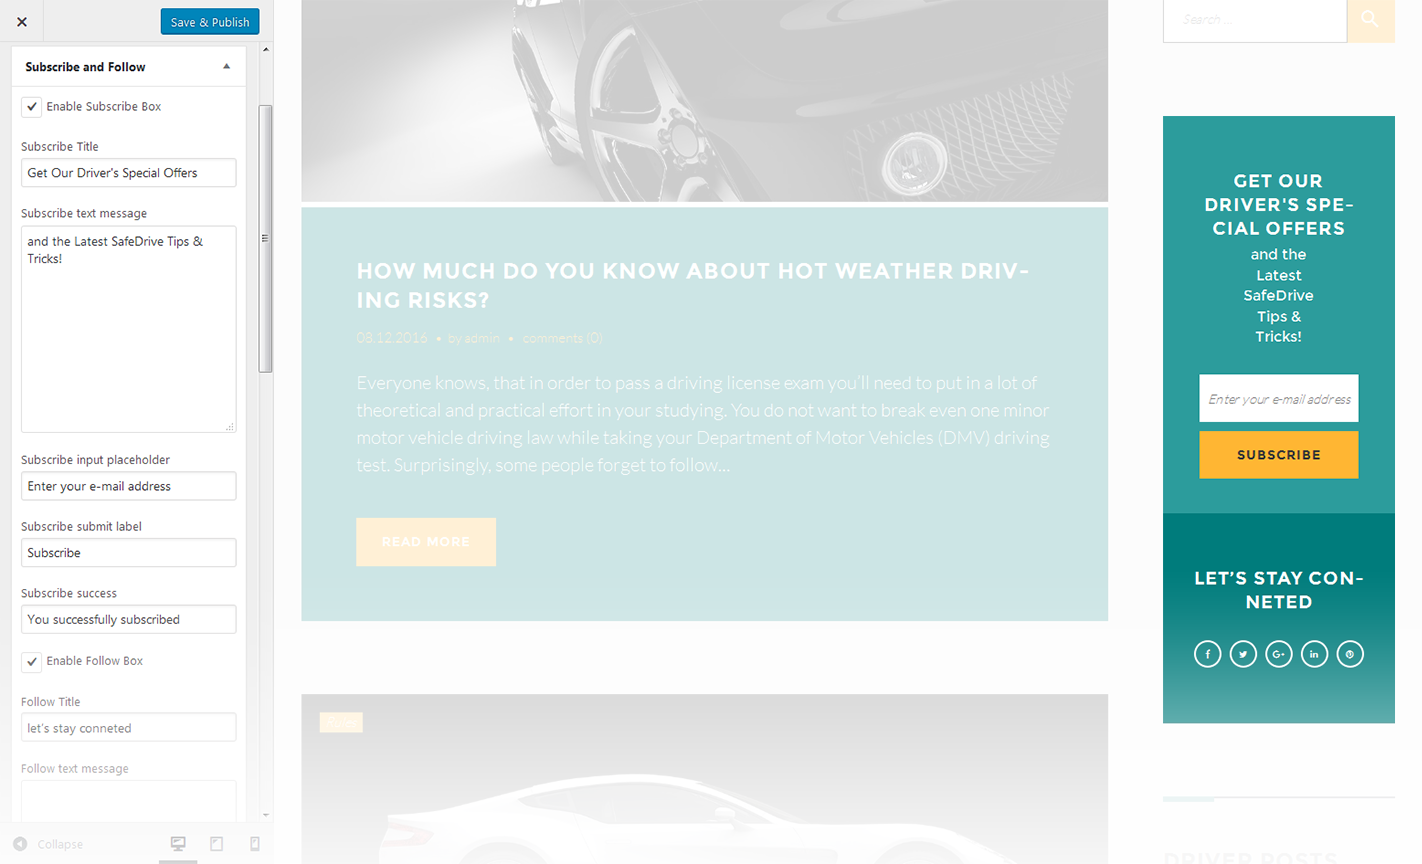 Save & Publish
Subscribe and Follow
Enable Subscribe Box
Subscribe Title
Get Our Driver's Special Offers
Subscribe text message
and the Latest SafeDrive Tips &
Tricks!
Subscribe input placeholder
Enter your e-mail address
Subscribe submit label
Subscribe
Subscribe success
You successfully subscribed
Enable Follow Box
Follow Title
let's stay conneted
Follow text message
Collapse
HOW MUCH DO YOU KNOW ABOUT HOT WEATHER DRIV-
ING RISKS?
08.12.2016 • by admin • comments (0)
Everyone knows, that in order to pass a driving license exam you'll need to put in a lot of
theoretical and practical effort in your studying. You do not want to break even one minor
motor vehicle driving law while taking your Department of Motor Vehicles (DMV) driving
test. Surprisingly, some people forget to follow...
READ MORE
Search ...
GET OUR
DRIVER'S SPE-
CIAL OFFERS
and the
Latest
SafeDrive
Tips &
Tricks!
Enter your e-mail address
SUBSCRIBE
LET'S STAY CON-
NETED
DRIVER POSTS